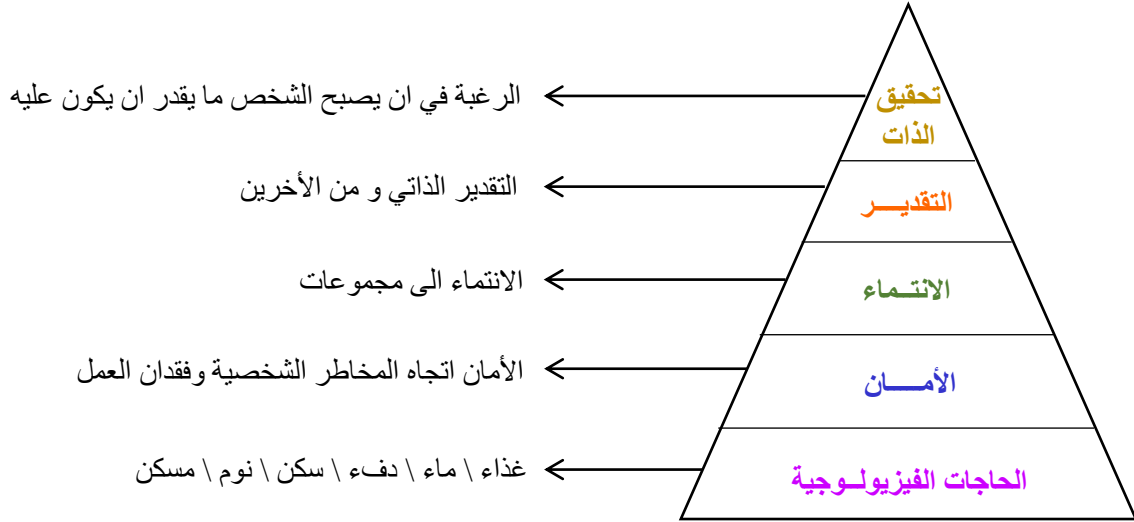 تحقيق
الذات
الرغبة في ان يصبح الشخص ما يقدر ان يكون عليه
التقديـــر
التقدير الذاتي و من الأخرين
الانتـماء
الانتماء الى مجموعات
الأمـــان
الأمان اتجاه المخاطر الشخصية وفقدان العمل
الحاجات الفيزيولـوجية
غذاء \ ماء \ دفء \ سكن \ نوم \ مسكن